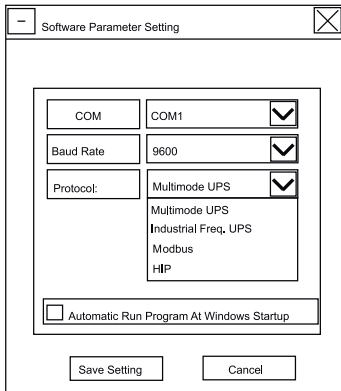 Software Parameter Setting
COM
COM1
Baud Rate
9600
Protocol:
Multimode UPS
Multimode UPS
Industrial Freq. UPS
Modbus
HIP
Automatic Run Program At Windows Startup
Save Setting
Cancel